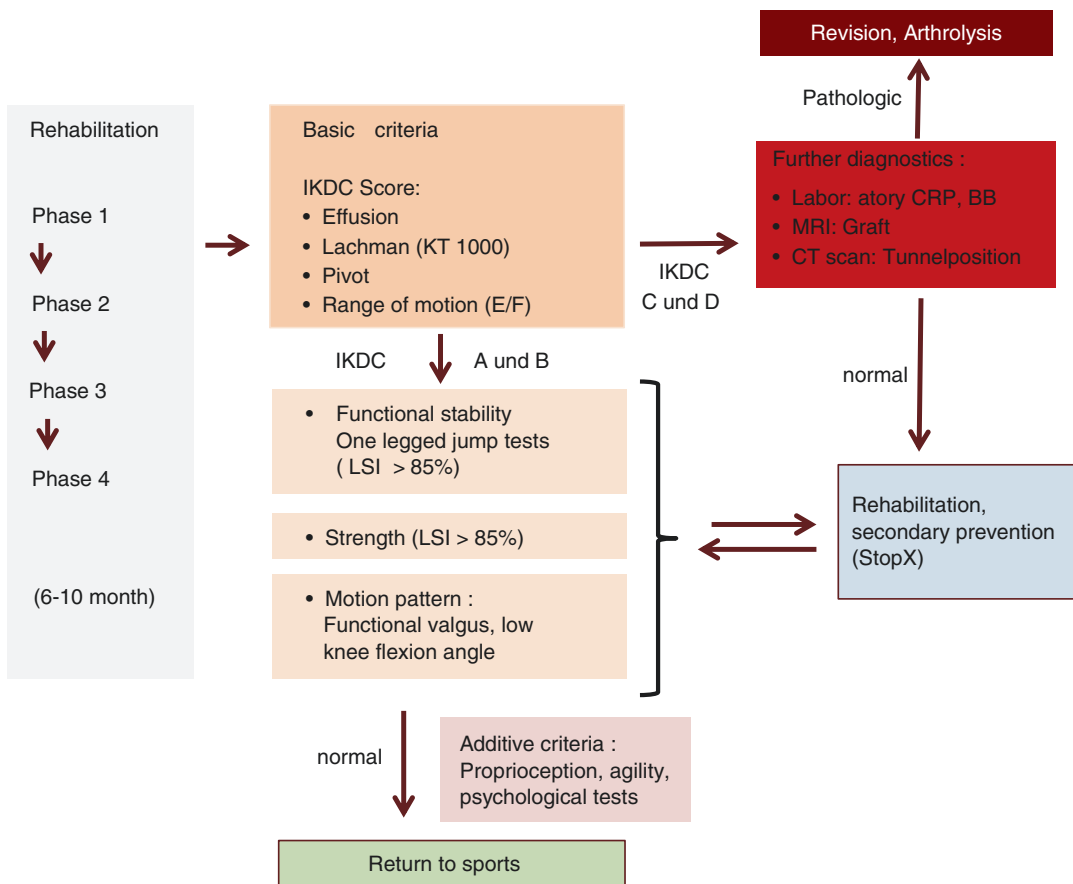 Revision, Arthrolysis
Pathologic
Rehabilitation
Phase 1
Phase 2
Phase 3
Phase 4
(6-10 month)
Basic criteria
IKDC Score:
• Effusion
• Lachman (KT 1000)
• Pivot
• Range of motion (E/F)
IKDC
C und D
Further diagnostics :
• Labor: atory CRP, BB
• MRI: Graft
• CT scan: Tunnelposition
IKDC
A und B
normal
• Functional stability
One legged jump tests
( LSI > 85%)
• Strength (LSI > 85%)
• Motion pattern :
Functional valgus, low
knee flexion angle
Rehabilitation,
secondary prevention
(StopX)
normal
Additive criteria :
Proprioception, agility,
psychological tests
Return to sports